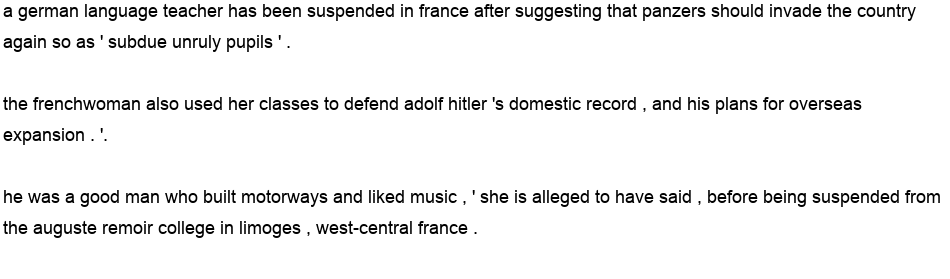 a german language teacher has been suspended in france after suggesting that panzers should invade the country
again so as ' subdue unruly pupils ' .
the frenchwoman also used her classes to defend adolf hitler 's domestic record , and his plans for overseas
expansion . '.
he was a good man who built motorways and liked music , ' she is alleged to have said , before being suspended from
the auguste remoir college in limoges , west-central france .